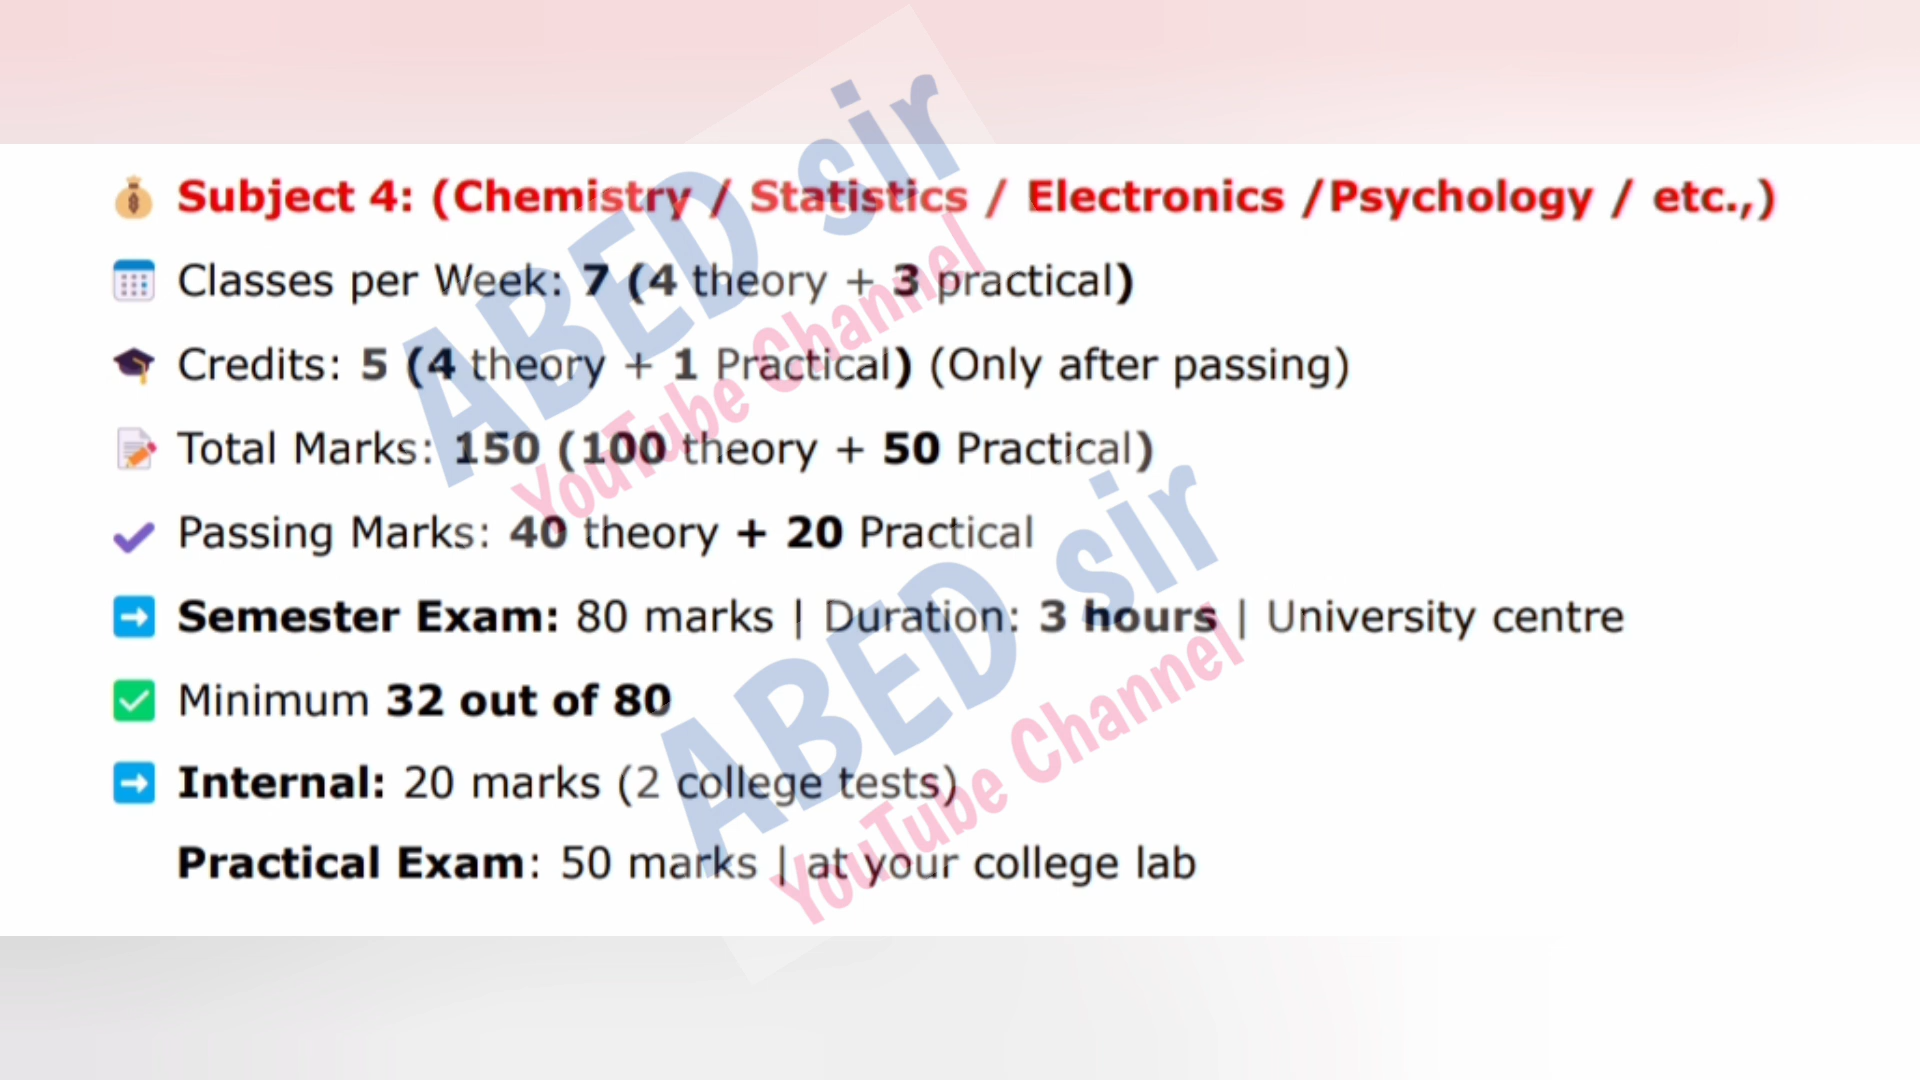 Subject 4: (Chemistry / Statistics / Electronics /Psychology / etc.,)
Classes per Week: 7 (4 theory + 3 practical)
Credits: 5 (4 theory + 1 Practical) (Only after passing)
Total Marks: 150 (100 theory + 50 Practical)
Passing Marks: 40 theory + 20 Practical
Semester Exam: 80 marks | Duration: 3 hours | University centre
Minimum 32 out of 80
Internal: 20 marks (2 college tests)
Practical Exam: 50 marks | at your college lab
ABED sir
YouTube Channel
ABED sir
YouTube Channel